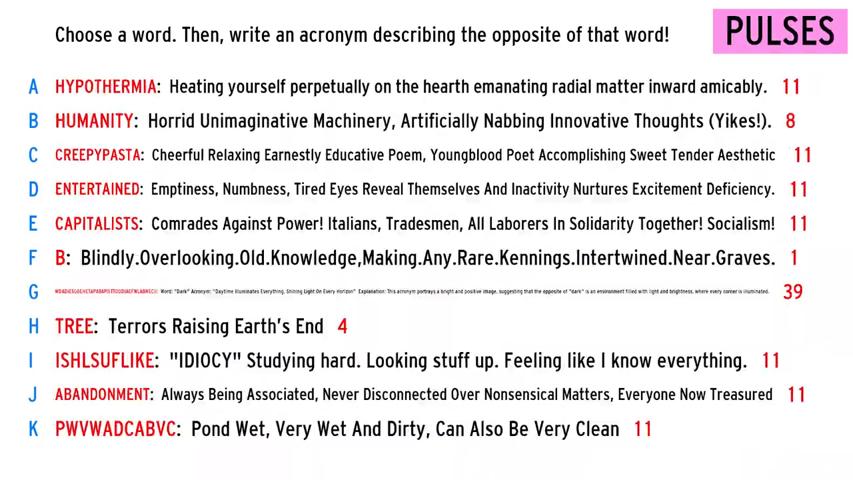 Choose a word. Then, write an acronym describing the opposite of that word!
PULSES
A HYPOTHERMIA: Heating yourself perpetually on the hearth emanating radial matter inward amicably. 11
B HUMANITY: Horrid Unimaginative Machinery, Artificially Nabbing Innovative Thoughts (Yikes!). 8
C CREEPYPASTA: Cheerful Relaxing Earnestly Educative Poem, Youngblood Poet Accomplishing Sweet Tender Aesthetic 11
D ENTERTAINED: Emptiness, Numbness, Tired Eyes Reveal Themselves And Inactivity Nurtures Excitement Deficiency. 11
E CAPITALISTS: Comrades Against Power! Italians, Tradesmen, All Laborers In Solidarity Together! Socialism! 11
F B: Blindly.Overlooking.Old.Knowledge,Making.Any.Rare.Kennings.Intertwined.Near.Graves. 1
G Word: "Dark" Acronym: "Daytime Illuminates Everything, Shining Light On Every Horizon" Explanation: This acronym portrays a bright and positive image, suggesting that the opposite of "dark" is an environment filled with light and brightness, where every corner is illuminated. 39
H TREE: Terrors Raising Earth's End 4
I ISHLSUFLIKE: "IDIOCY" Studying hard. Looking stuff up. Feeling like I know everything. 11
J ABANDONMENT: Always Being Associated, Never Disconnected Over Nonsensical Matters, Everyone Now Treasured 11
K PWVWADCABVC: Pond Wet, Very Wet And Dirty, Can Also Be Very Clean 11